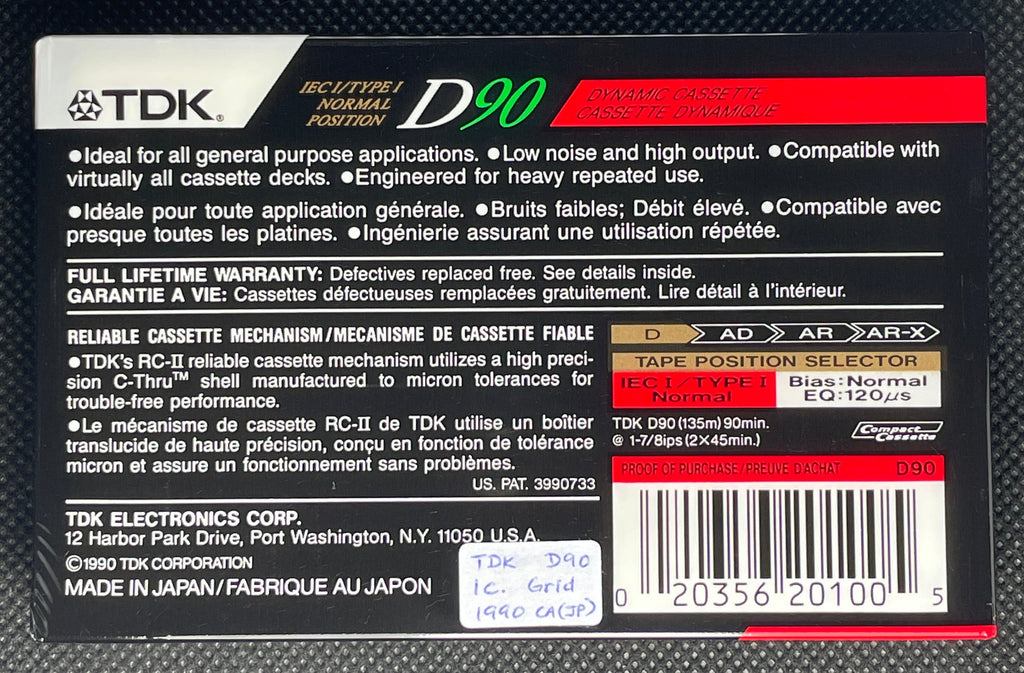 TDK®
IEC I/TYPE I
NORMAL
POSITION
D90
DYNAMIC CASSETTE
CASSETTE DYNAMIQUE
●Ideal for all general purpose applications. ●Low noise and high output. ●Compatible with
virtually all cassette decks. ●Engineered for heavy repeated use.
●Idéale pour toute application générale. ●Bruits faibles; Débit élevé. ●Compatible avec
presque toutes les platines. ●Ingénierie assurant une utilisation répétée.
FULL LIFETIME WARRANTY: Defectives replaced free. See details inside.
GARANTIE A VIE: Cassettes défectueuses remplacées gratuitement. Lire détail à l'intérieur.
RELIABLE CASSETTE MECHANISM/MECANISME DE CASSETTE FIABLE
●TDK's RC-II reliable cassette mechanism utilizes a high preci-
sion C-Thru™ shell manufactured to micron tolerances for
trouble-free performance.
●Le mécanisme de cassette RC-II de TDK utilise un boîtier
translucide de haute précision, conçu en fonction de tolérance
micron et assure un fonctionnement sans problèmes.
US. PAT. 3990733
TDK ELECTRONICS CORP.
12 Harbor Park Drive, Port Washington, N.Y. 11050 U.S.A.
©1990 TDK CORPORATION
MADE IN JAPAN/FABRIQUE AU JAPON
TDK D90
1c. Grid
1990 CA(JP)
D AD AR AR-X
TAPE POSITION SELECTOR
IEC I/TYPE I
Normal
Bias:Normal
EQ:120µs
TDK D90(135m) 90min.
@ 1-7/8ips (2×45min.)
Compact
Cassette
PROOF OF PURCHASE/PREUVE D'ACHAT D90
0 20356 20100 5